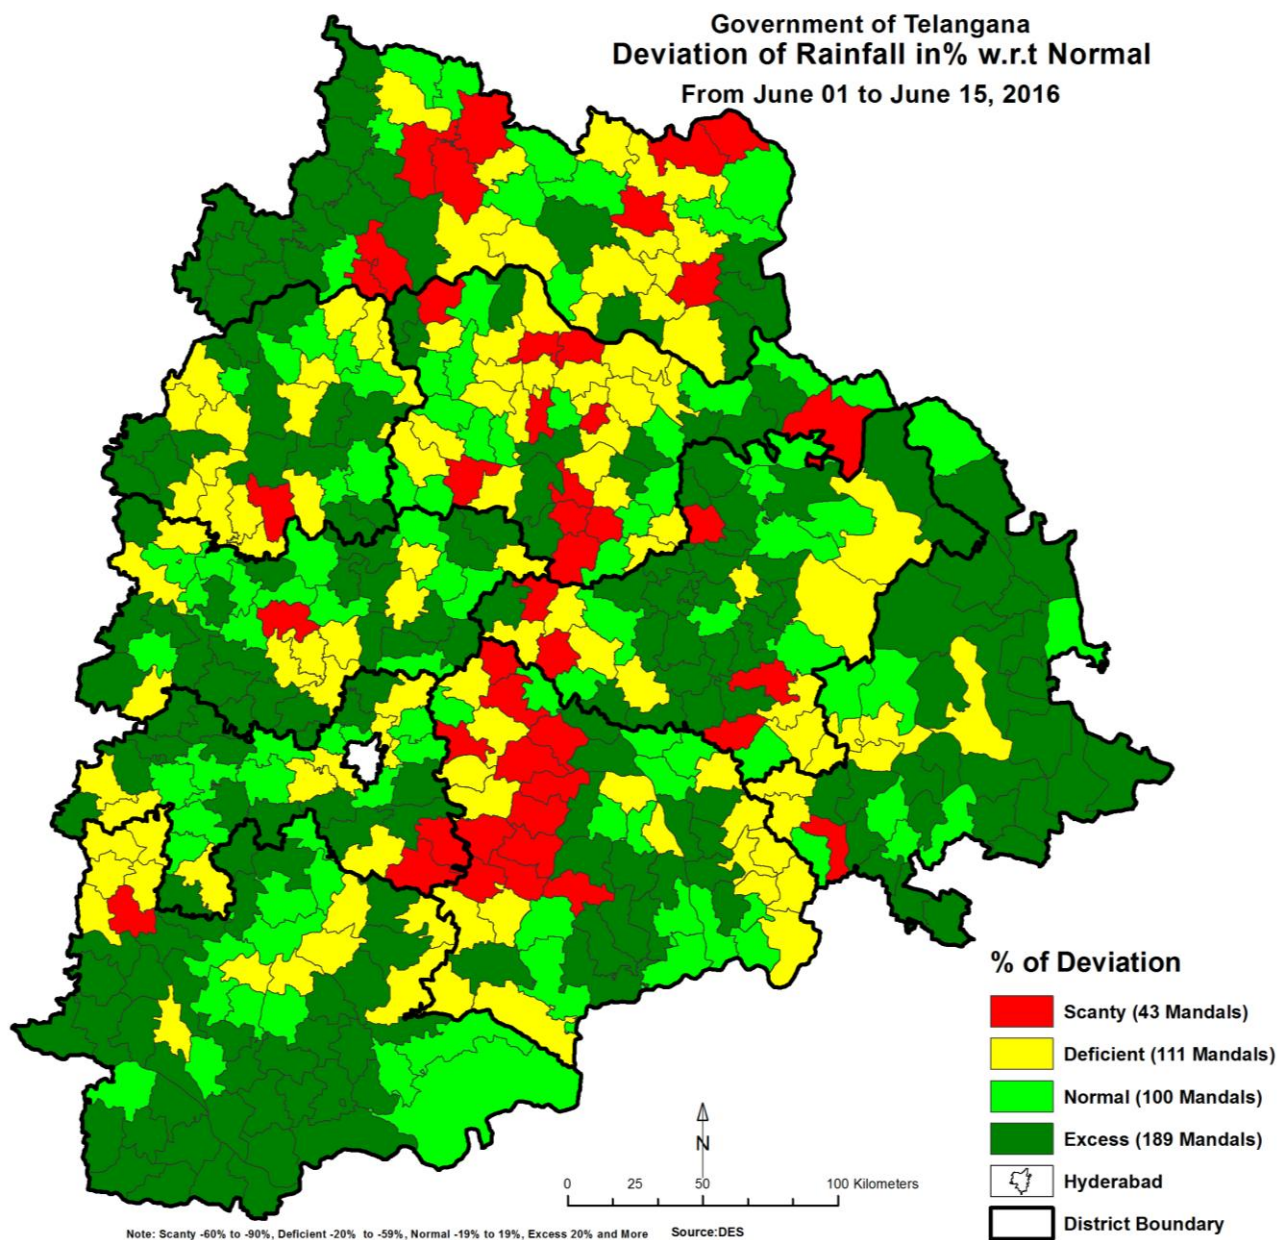 Government of Telangana
Deviation of Rainfall in% w.r.t Normal
From June 01 to June 15, 2016
% of Deviation
Scanty (43 Mandals)
Deficient (111 Mandals)
Normal (100 Mandals)
Excess (189 Mandals)
Hyderabad
District Boundary
N
0 25 50 100 Kilometers
Note: Scanty -60% to -90%, Deficient -20% to -59%, Normal -19% to 19%, Excess 20% and More Source:DES